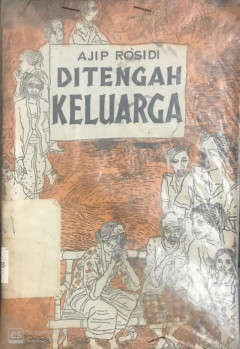 AJIP ROSIDI
DITENGAH
KELUARGA